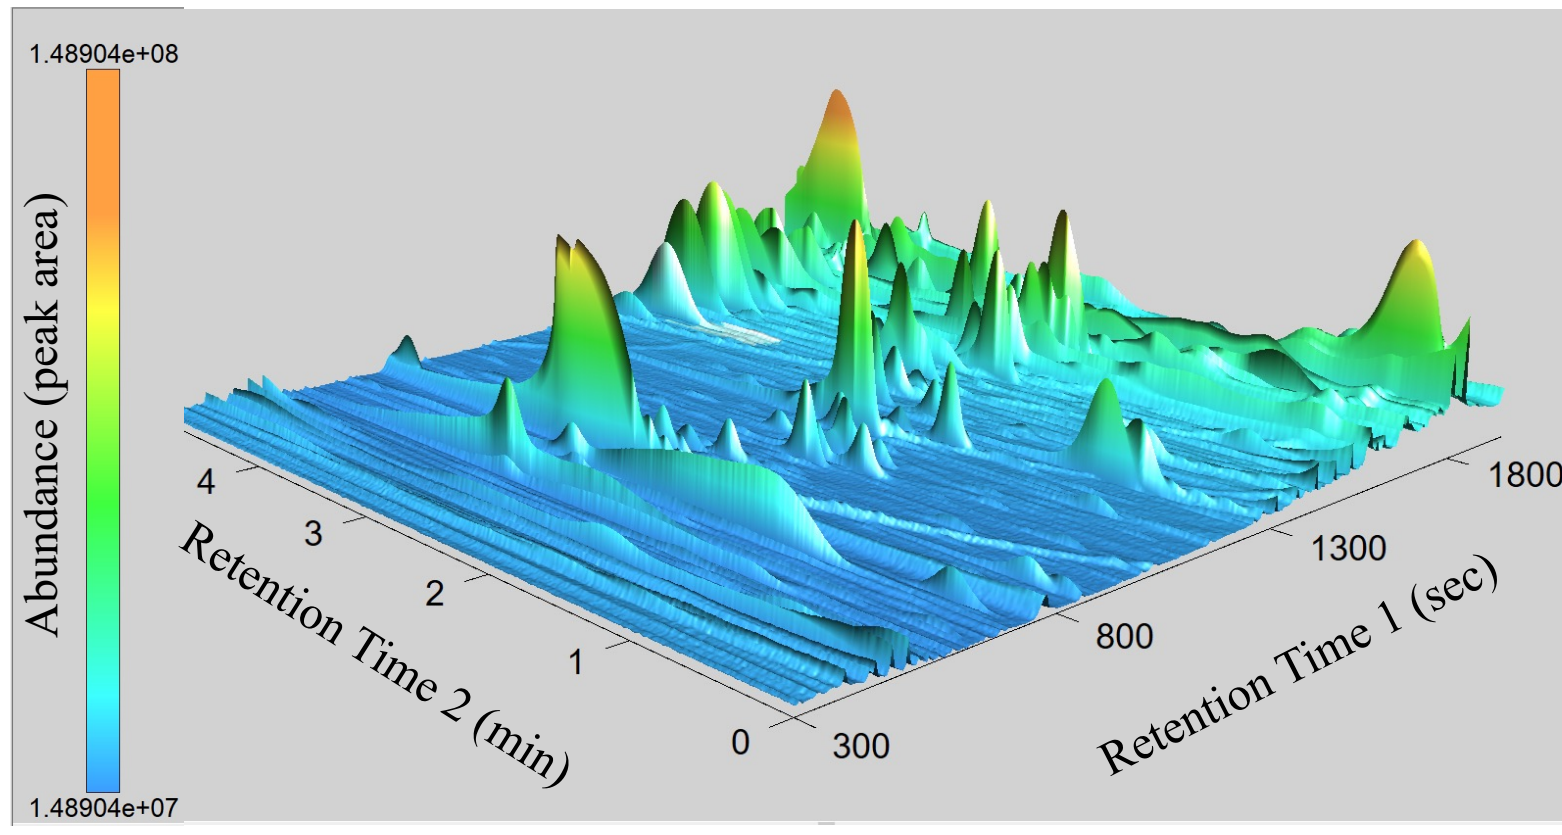 1.48904e+08
Abundance (peak area)
1.48904e+07
4
3
2
1
0
Retention Time 2 (min)
300
800
1300
1800
Retention Time 1 (sec)